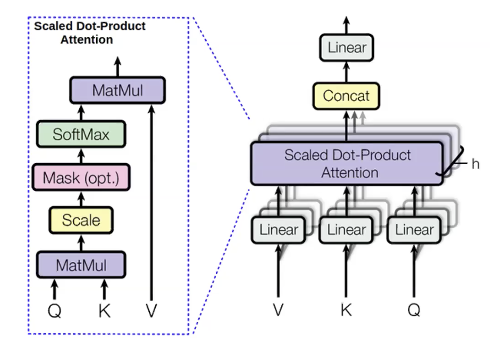 Scaled Dot-Product
Attention
MatMul
SoftMax
Mask (opt.)
Scale
MatMul
Q K V
Linear
Concat
Scaled Dot-Product
Attention
h
Linear Linear Linear
V K Q